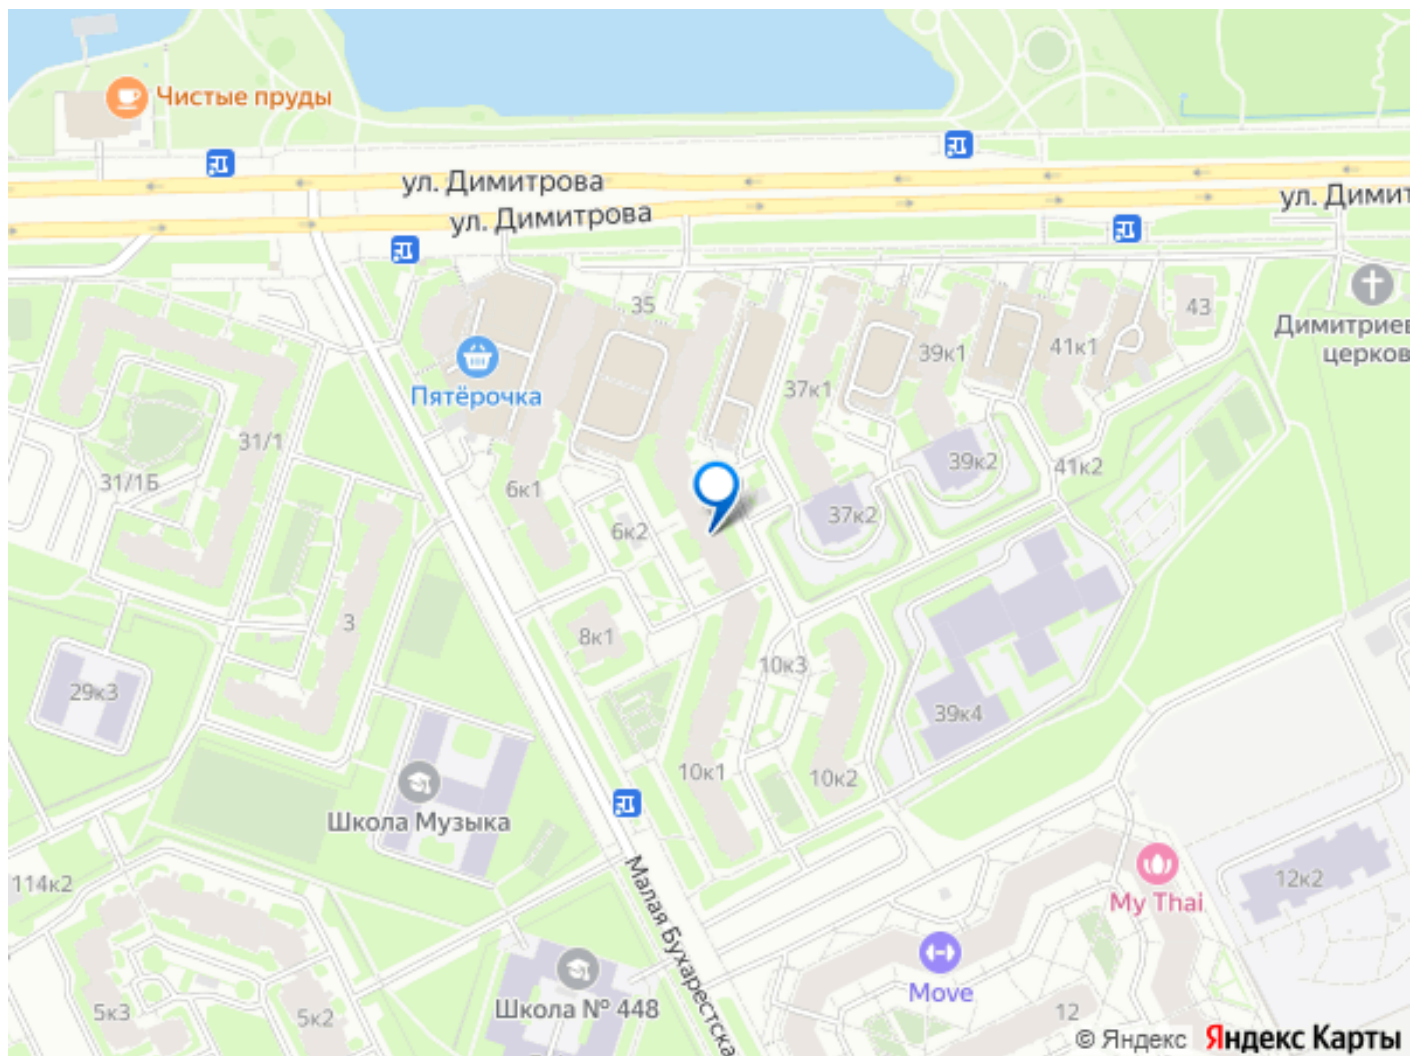 Чистые пруды
ул. Димитрова
ул. Димит
ул. Димитрова
35
43
Димитриев
церков
39к1
41к1
Пятёрочка
37к1
31/1
39к2
41к2
31/1Б
6к1
37к2
6к2
3
8к1
10к3
29к3
39к4
10к1
10к2
Школа Музыка
Малая Бухарестска
114к2
12к2
My Thai
Move
Школа № 448
5к3
5к2
12
© Яндекс Яндекс Карты